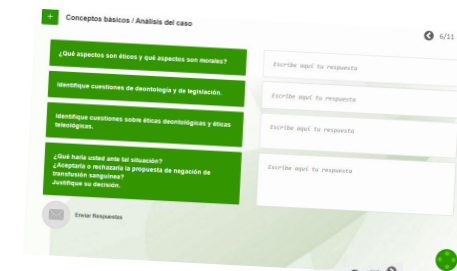 + Conceptos básicos / Análisis del caso
6/11
¿Qué aspectos son éticos y qué aspectos son morales?
Escribe aquí tu respuesta
Identifique cuestiones de deontología y de legislación.
Escribe aquí tu respuesta
Identifique cuestiones sobre éticas deontológicas y éticas
teleológicas.
Escribe aquí tu respuesta
¿Qué haría usted ante tal situación?
¿Aceptaría o rechazaría la propuesta de negación de
transfusión sanguínea?
Justifique su decisión.
Escribe aquí tu respuesta
Enviar Respuestas